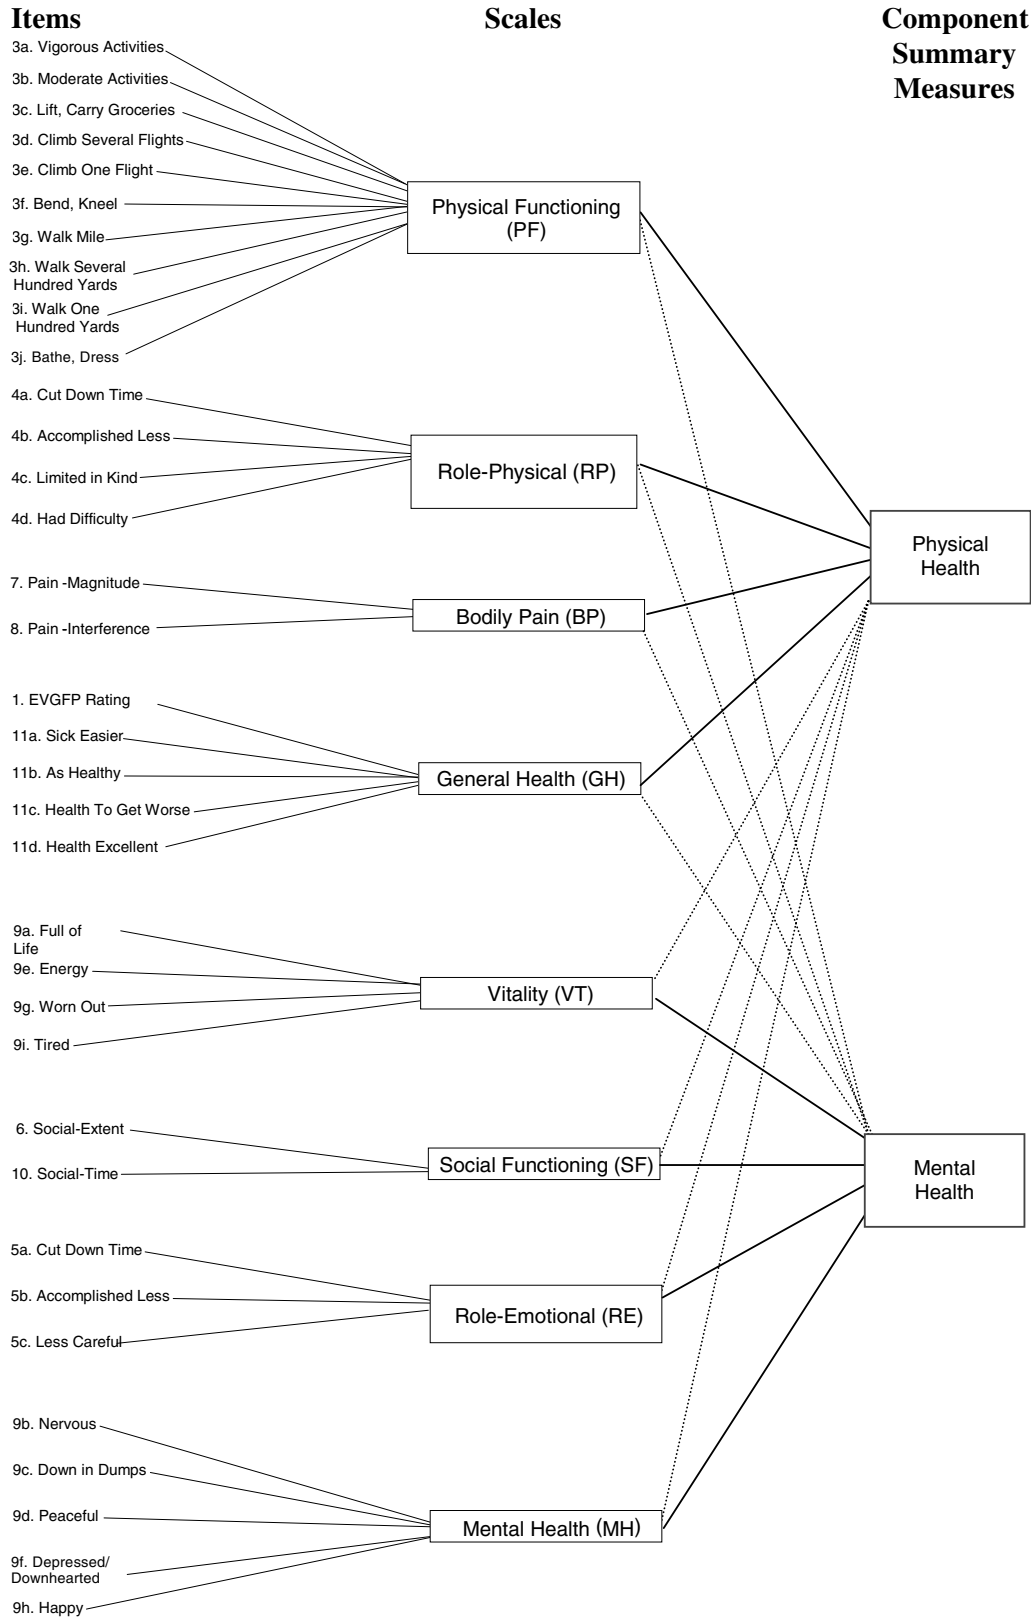 Items
Scales
Component
Summary
Measures
3a. Vigorous Activities
3b. Moderate Activities
3c. Lift, Carry Groceries
3d. Climb Several Flights
3e. Climb One Flight
3f. Bend, Kneel
3g. Walk Mile
3h. Walk Several
Hundred Yards
3i. Walk One
Hundred Yards
3j. Bathe, Dress
Physical Functioning
(PF)
4a. Cut Down Time
4b. Accomplished Less
4c. Limited in Kind
4d. Had Difficulty
Role-Physical (RP)
Physical
Health
7. Pain -Magnitude
8. Pain -Interference
Bodily Pain (BP)
1. EVGFP Rating
11a. Sick Easier
11b. As Healthy
11c. Health To Get Worse
11d. Health Excellent
General Health (GH)
9a. Full of
Life
9e. Energy
9g. Worn Out
9i. Tired
Vitality (VT)
6. Social-Extent
10. Social-Time
Social Functioning (SF)
Mental
Health
5a. Cut Down Time
5b. Accomplished Less
5c. Less Careful
Role-Emotional (RE)
9b. Nervous
9c. Down in Dumps
9d. Peaceful
9f. Depressed/
Downhearted
9h. Happy
Mental Health (MH)